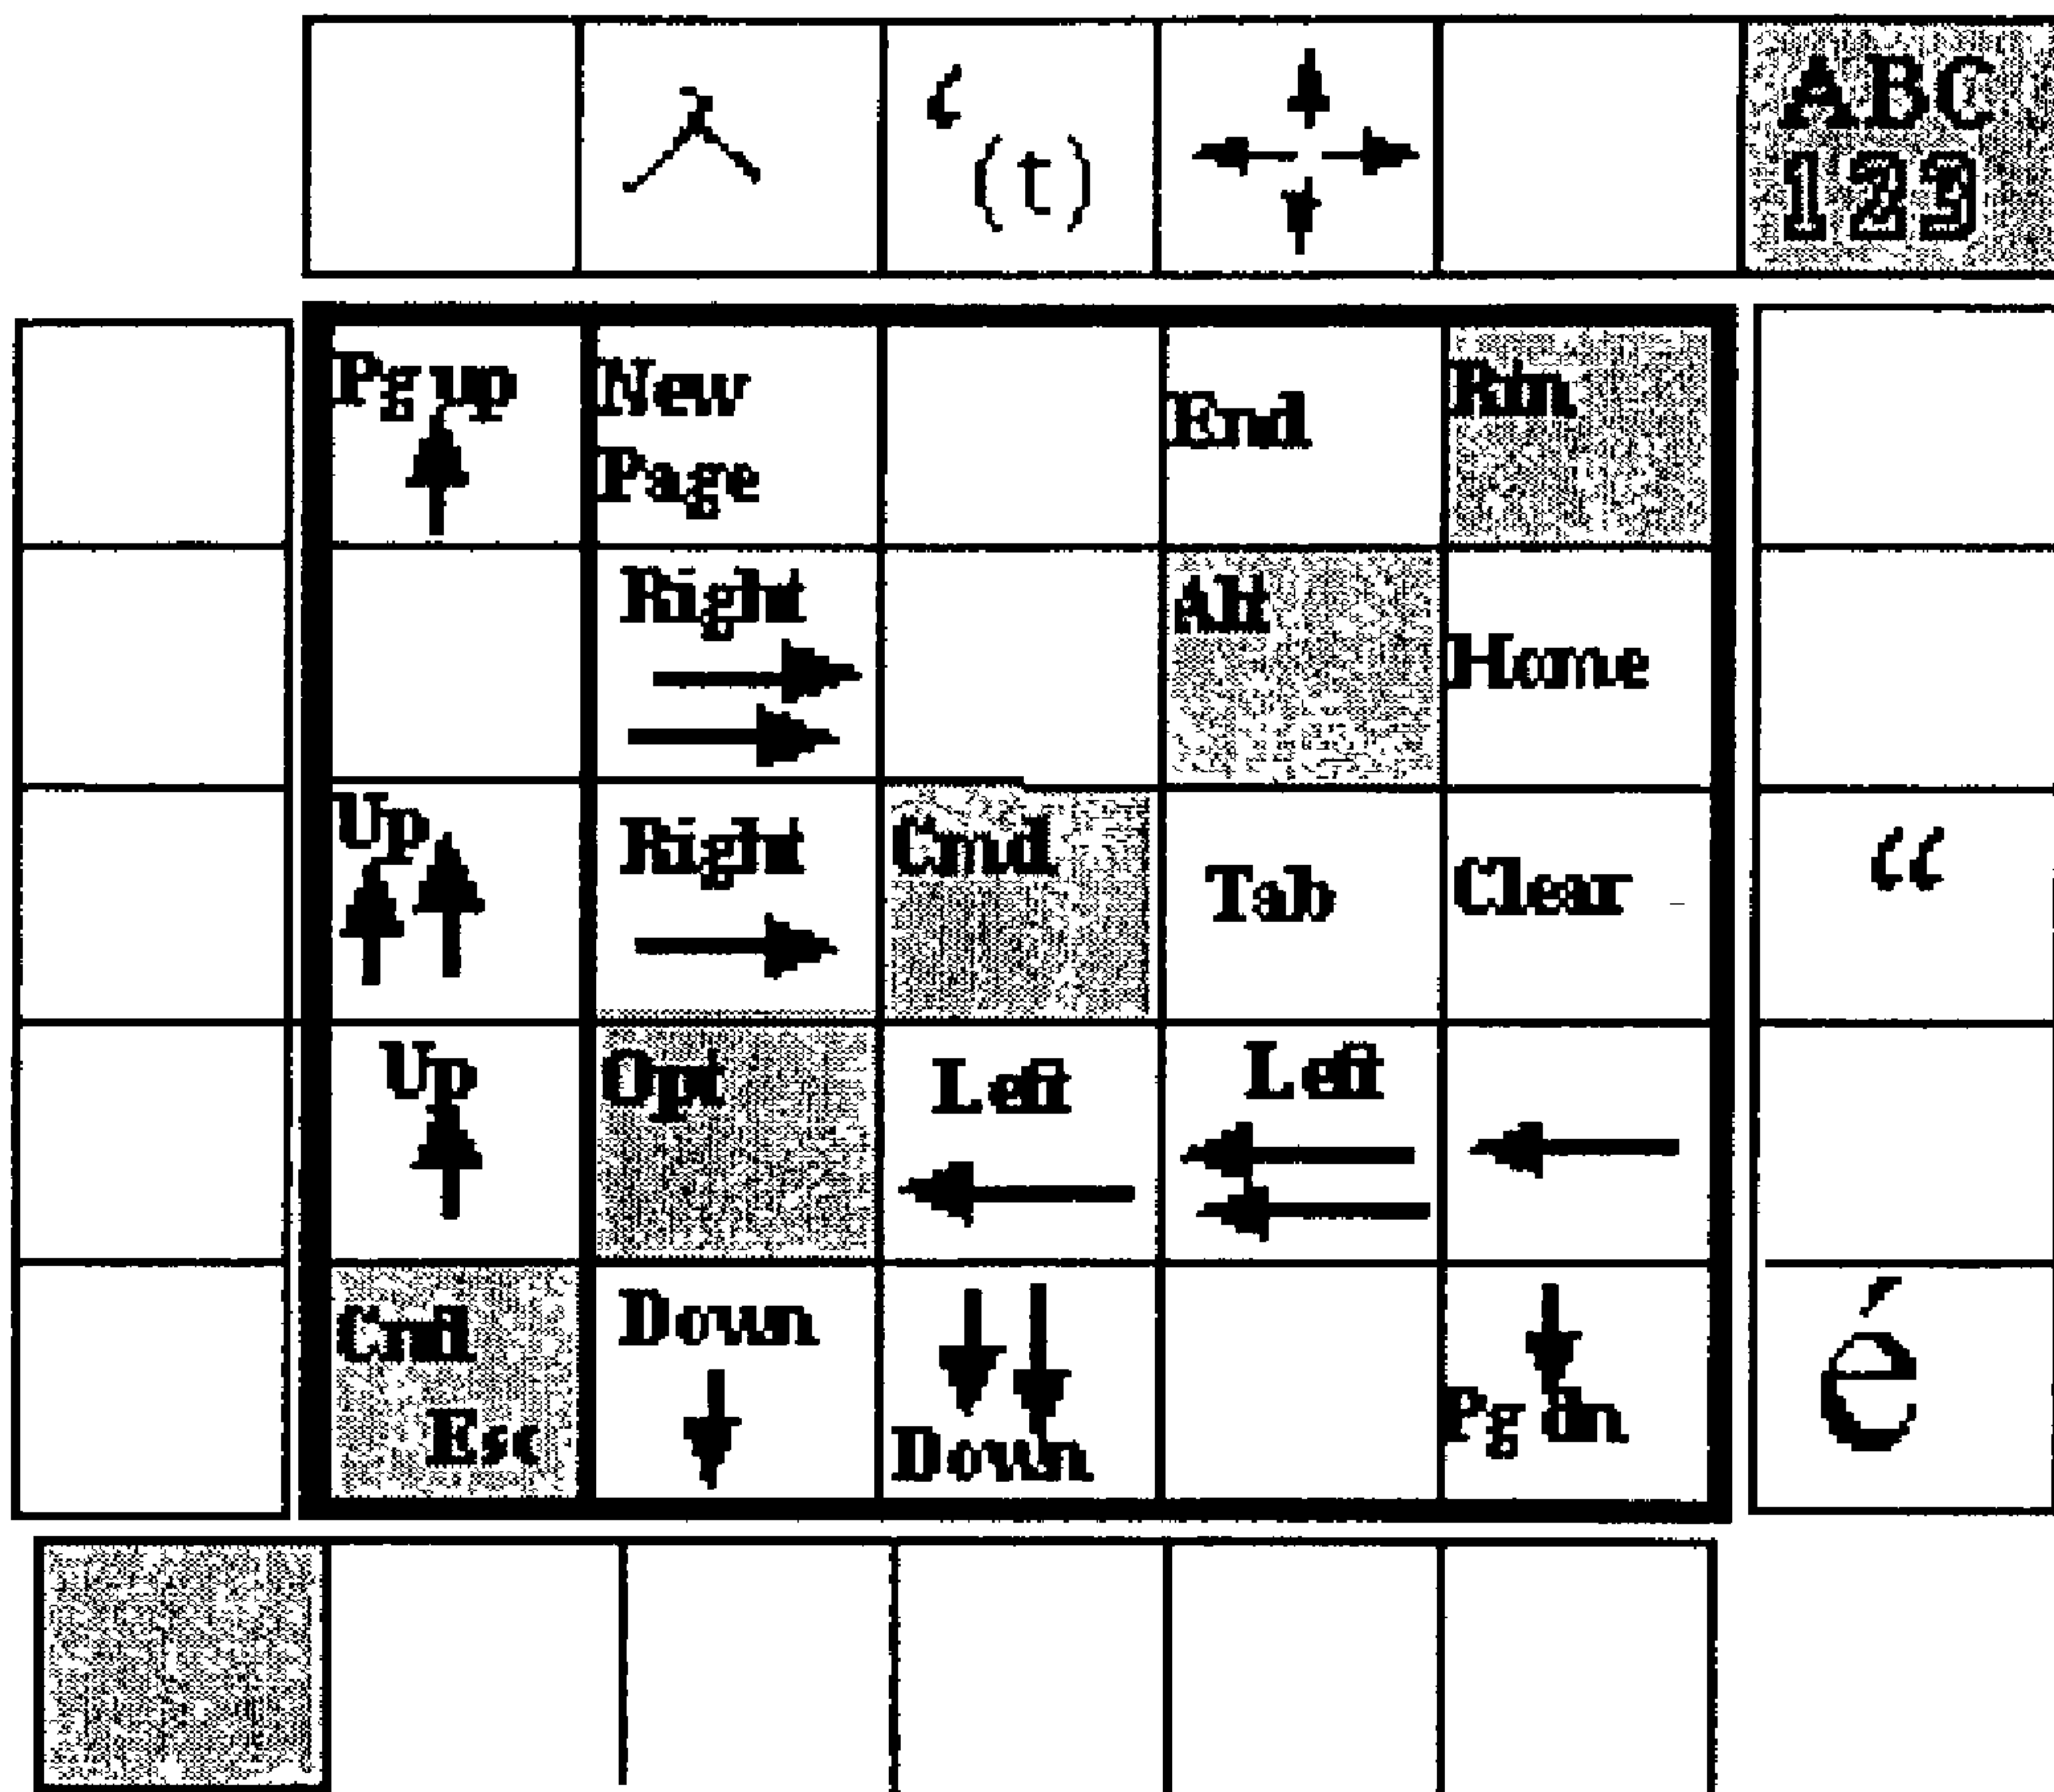 ‘
(t)
ABC
123
Pg up
New
Page
End
Rtn
Right
Alt
Home
Up
Right
Cmd
Tab
Clear
“
Up
Opt
Left
Left
Esc
Down
Down
Pg dn
é